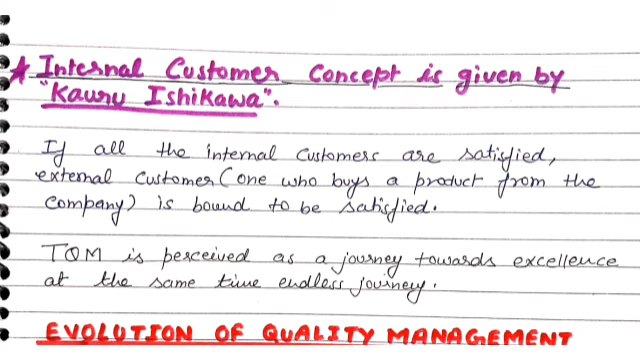 ★ Internal Customer Concept is given by
"Kauru Ishikawa".
If all the internal customers are satisfied,
external customer (one who buys a product from the
company) is bound to be satisfied.
TQM is perceived as a journey towards excellence
at the same time endless journey.
EVOLUTION OF QUALITY MANAGEMENT